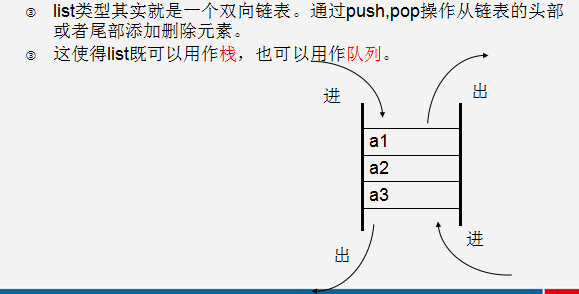 ③ list类型其实就是一个双向链表。通过push,pop操作从链表的头部
或者尾部添加删除元素。
③ 这使得list既可以用作栈，也可以用作队列。
进
出
a1
a2
a3
出
进